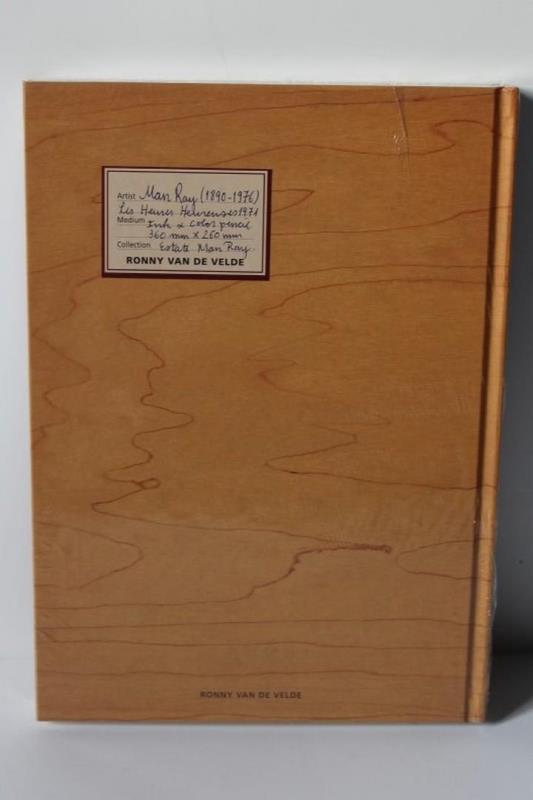 Artist Man Ray (1890-1976)
Les Heures Heureuses 1971
Medium Ink & color pencil
360 mm x 260 mm
Collection Estate Man Ray
RONNY VAN DE VELDE
RONNY VAN DE VELDE